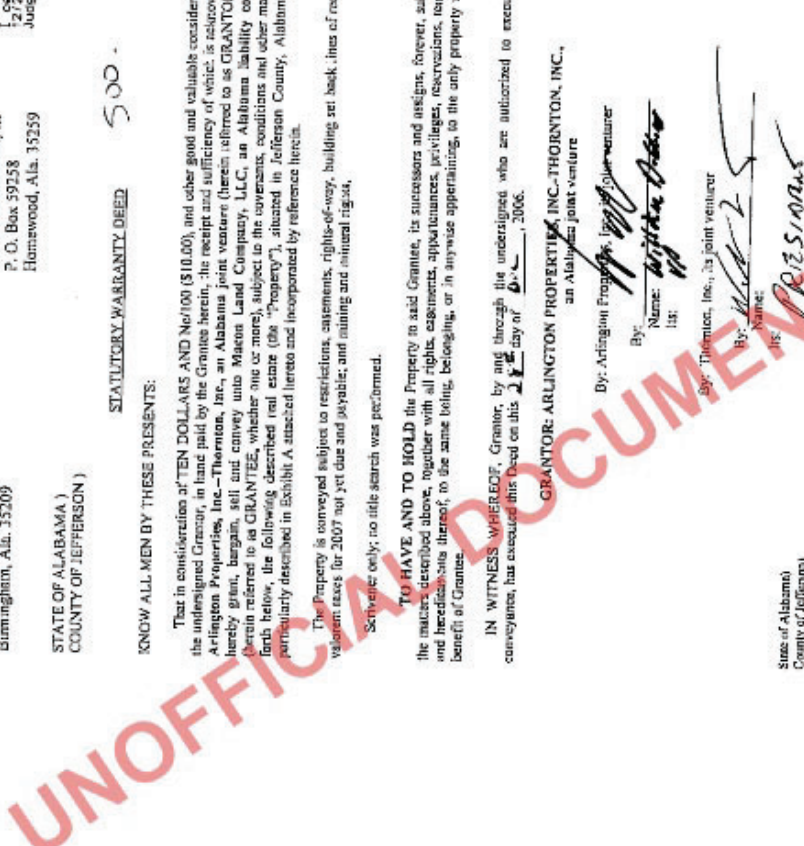 Birmingham, Ala. 35209
P. O. Box 59258
Homewood, Ala. 35259
STATE OF ALABAMA )
COUNTY OF JEFFERSON )
STATUTORY WARRANTY DEED
500.
KNOW ALL MEN BY THESE PRESENTS:
That in consideration of TEN DOLLARS AND No/100 ($10.00), and other good and valuable
the undersigned Grantor, in hand paid by the Grantee herein, the receipt and sufficiency of which is
Arlington Properties, Inc.–Thornton, Inc., an Alabama joint venture (herein referred to as
hereby grant, bargain, sell and convey unto Macon Land Company, LLC, an Alabama liability
(herein referred to as GRANTEE, whether one or more), subject to the covenants, conditions and other
forth below, the following described real estate (the "Property"), situated in Jefferson County,
particularly described in Exhibit A attached hereto and incorporated by reference herein.
The Property is conveyed subject to restrictions, easements, rights-of-way, building set back lines of
valorem taxes for 2007 not yet due and payable; and mining and mineral rights,
Scrivener only; no title search was performed.
TO HAVE AND TO HOLD the Property to said Grantee, its successors and assigns, forever,
the matters described above, together with all rights, easements, appurtenances, privileges, reservations,
and hereditaments thereof, to the same being, belonging, or in anywise appertaining, to the only property
benefit of Grantee.
IN WITNESS WHEREOF, Grantor, by and through the undersigned who are authorized to
conveyance, has executed this Deed on this day of , 2006.
GRANTOR: ARLINGTON PROPERTIES, INC.-THORNTON, INC.,
an Alabama joint venture
By: Arlington Properties, Inc., its joint venturer
By:
Name:
Its:
By: Thornton, Inc., its joint venturer
By:
Name:
Its: PRESIDENT
State of Alabama)
County of Jefferson)
UNOFFICIAL DOCUMEN